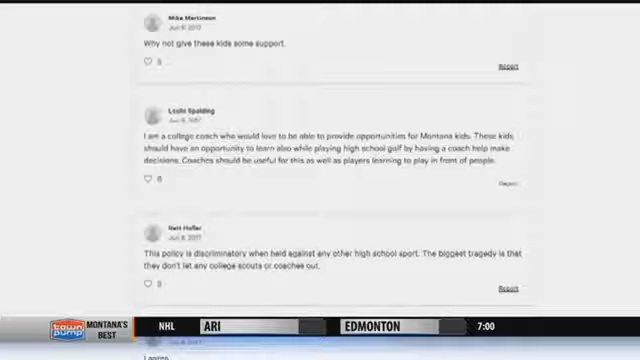 Mike Martinson
Jun 8, 2017
Why not give these kids some support.
Report
Leslie Spalding
Jun 8, 2017
I am a college coach who would love to be able to provide opportunities for Montana kids. These kids
should have an opportunity to learn also while playing high school golf by having a coach help make
decisions. Coaches should be useful for this as well as players learning to play in front of people.
6
Report
Jun 8, 2017
This policy is discriminatory when held against any other high school sport. The biggest tragedy is that
they don't let any college scouts or coaches out.
Report
town pump MONTANA'S BEST NHL ARI EDMONTON 7:00
I agree.